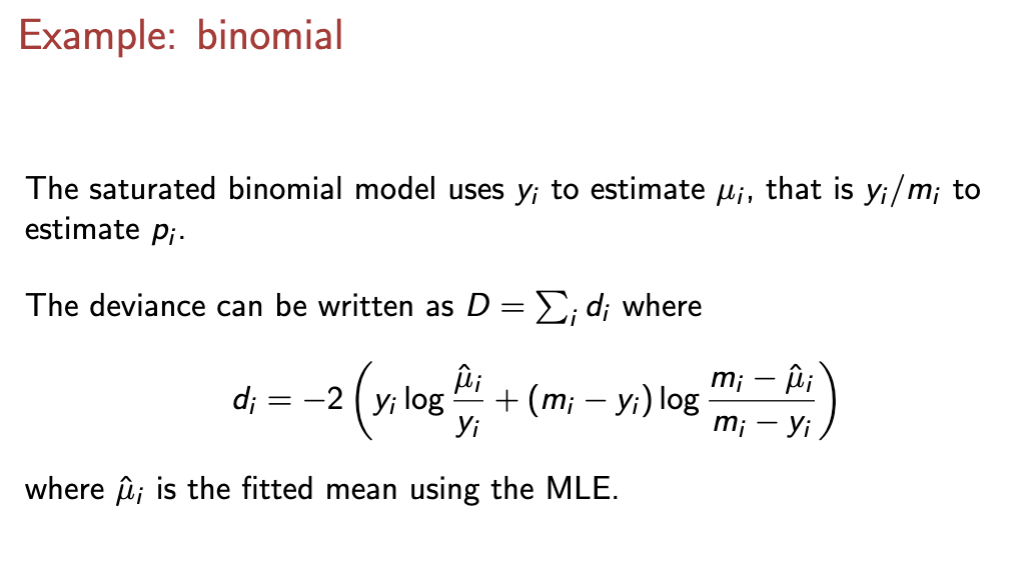 Example: binomial
The saturated binomial model uses $y_i$ to estimate $\mu_i$, that is $y_i/m_i$ to
estimate $p_i$.
The deviance can be written as $D = \sum_i d_i$ where
$d_i = -2 \left( y_i \log \frac{\hat{\mu}_i}{y_i} + (m_i - y_i) \log \frac{m_i - \hat{\mu}_i}{m_i - y_i} \right)$
where $\hat{\mu}_i$ is the fitted mean using the MLE.